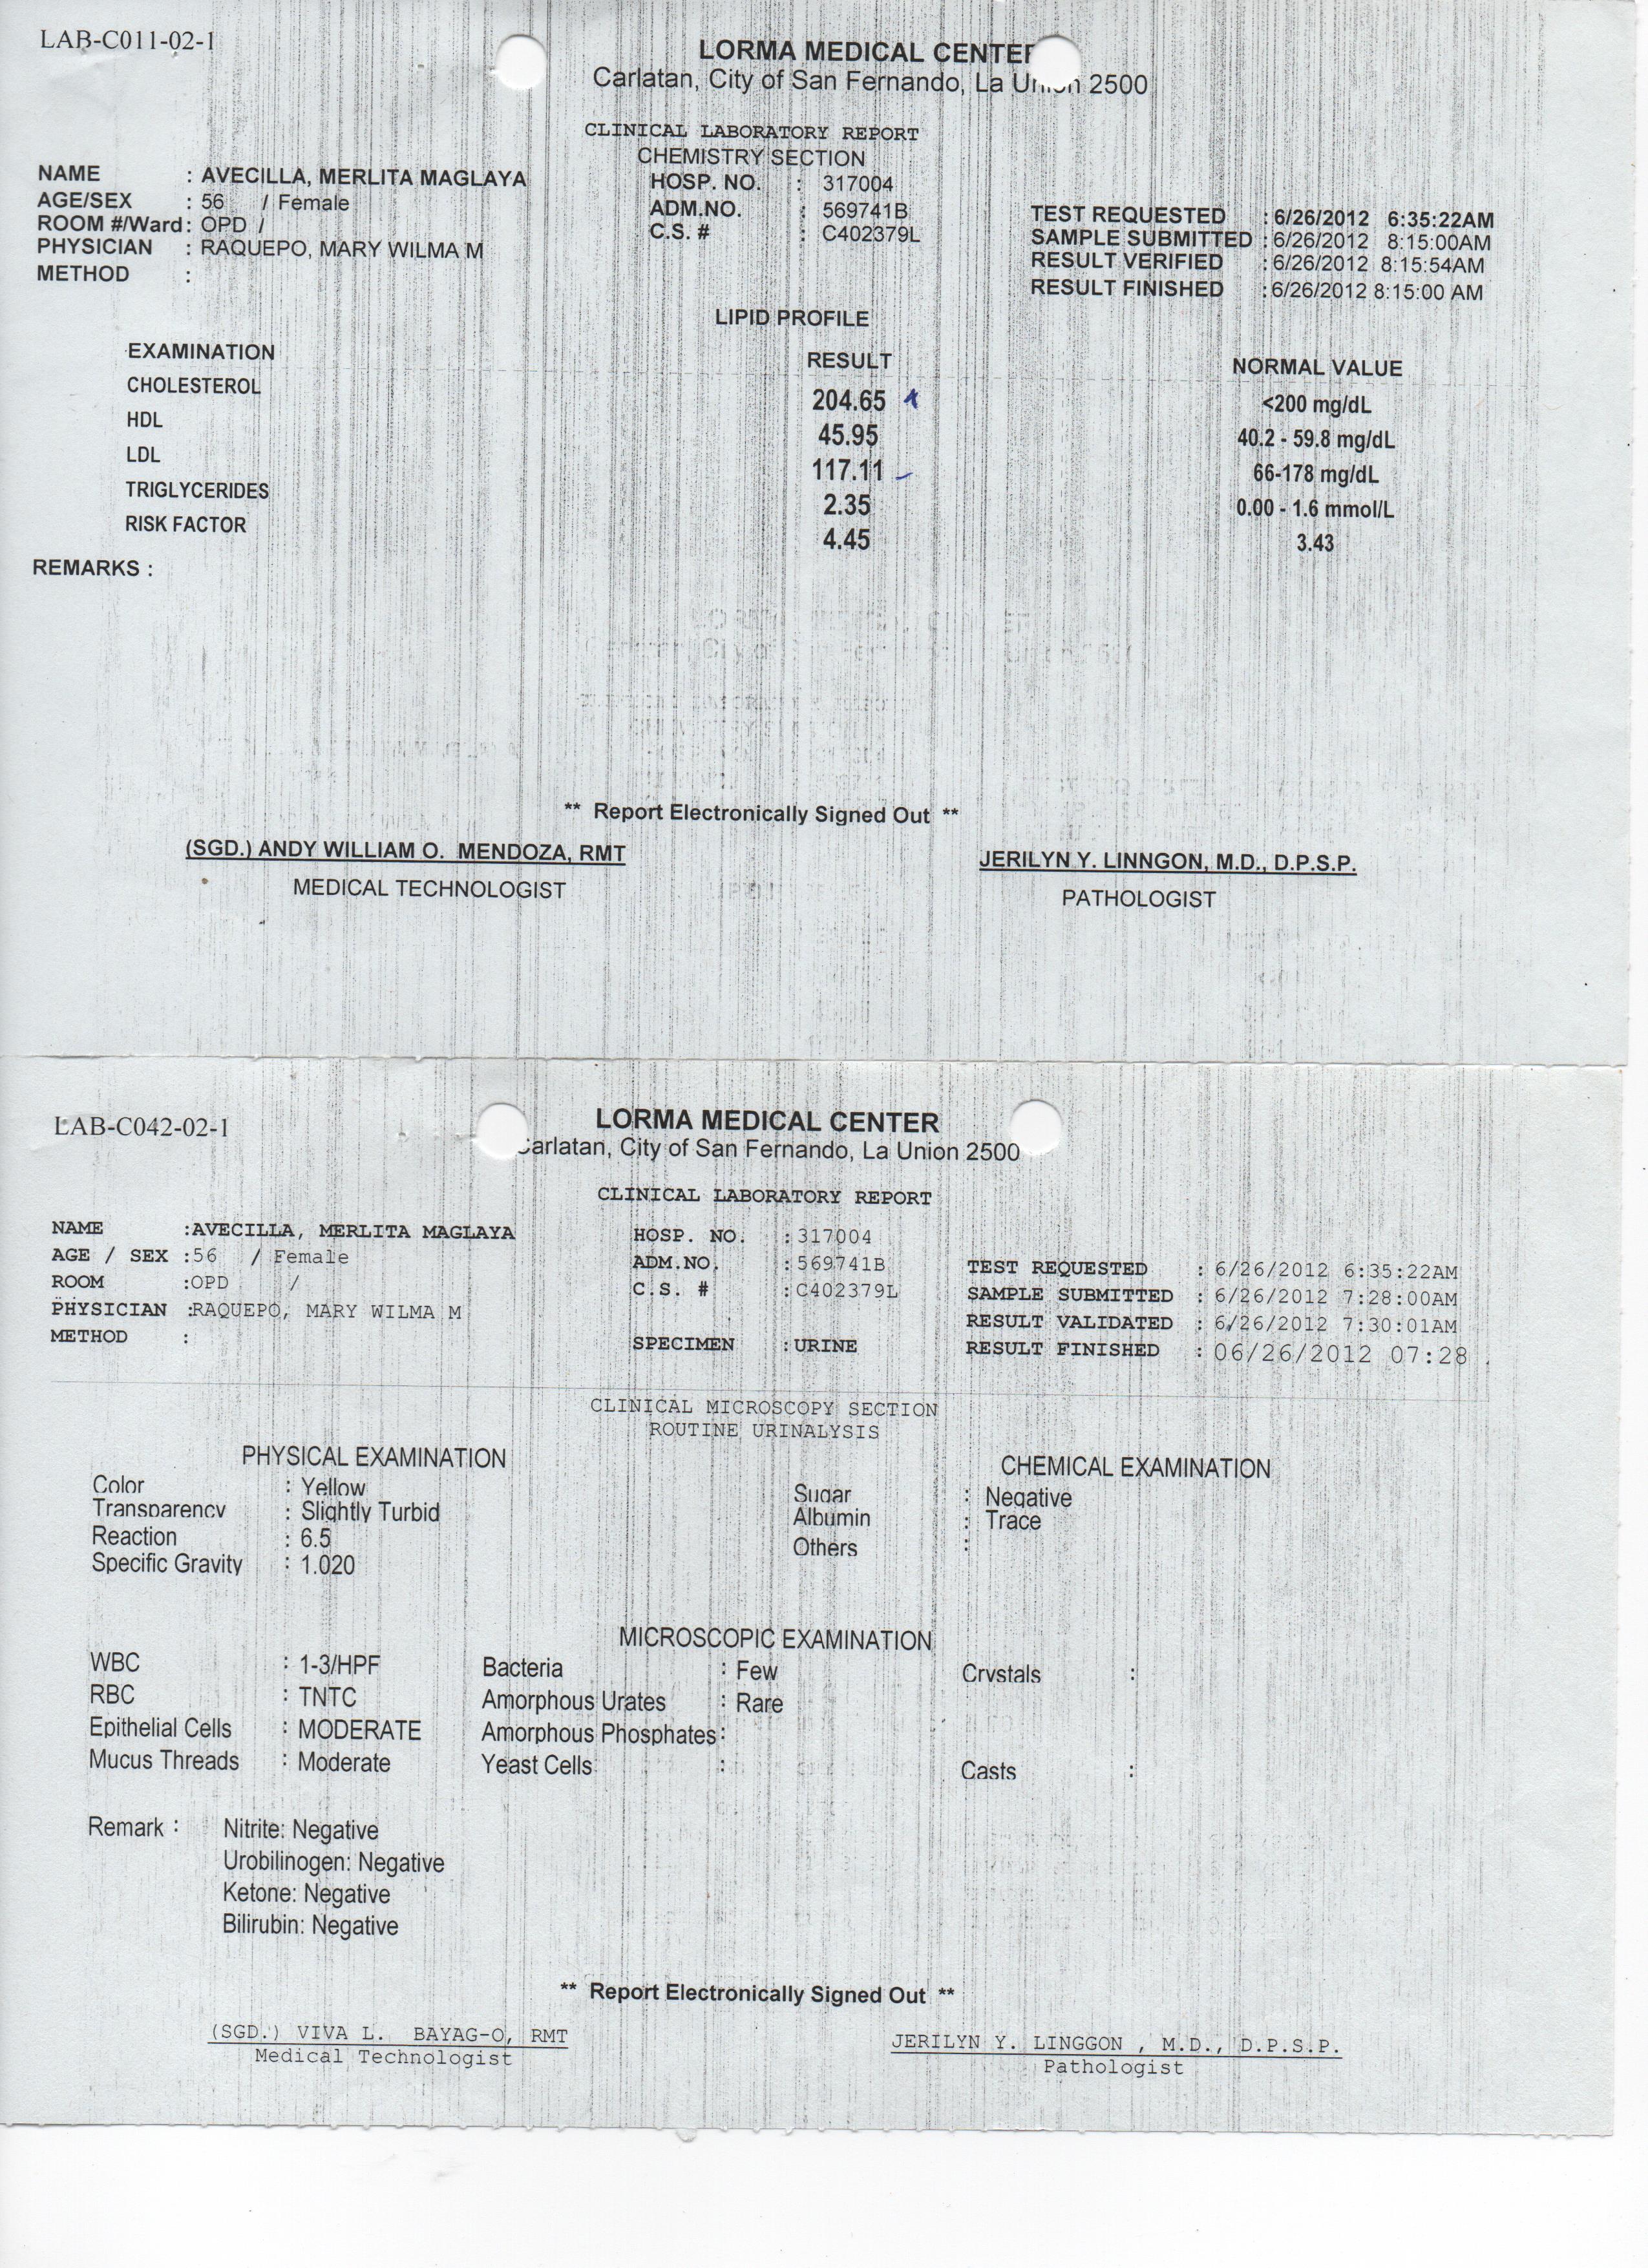 LAB-C011-02-1
LORMA MEDICAL CENTER
Carlatan, City of San Fernando, La Union 2500
CLINICAL LABORATORY REPORT
CHEMISTRY SECTION
NAME : AVECILLA, MERLITA MAGLAYA
AGE/SEX : 56 / Female
ROOM #/Ward: OPD /
PHYSICIAN : RAQUEPO, MARY WILMA M
METHOD :
HOSP. NO. : 317004
ADM.NO. : 569741B
C.S. # : C402379L
TEST REQUESTED : 6/26/2012 6:35:22AM
SAMPLE SUBMITTED : 6/26/2012 8:15:00AM
RESULT VERIFIED : 6/26/2012 8:15:54AM
RESULT FINISHED : 6/26/2012 8:15:00 AM
LIPID PROFILE
EXAMINATION RESULT NORMAL VALUE
CHOLESTEROL 204.65 <200 mg/dL
HDL 45.95 40.2 - 59.8 mg/dL
LDL 117.11 66-178 mg/dL
TRIGLYCERIDES 2.35 0.00 - 1.6 mmol/L
RISK FACTOR 4.45 3.43
REMARKS :
** Report Electronically Signed Out **
(SGD.) ANDY WILLIAM O. MENDOZA, RMT
MEDICAL TECHNOLOGIST
JERILYN Y. LINNGON, M.D., D.P.S.P.
PATHOLOGIST
LAB-C042-02-1
LORMA MEDICAL CENTER
Carlatan, City of San Fernando, La Union 2500
CLINICAL LABORATORY REPORT
NAME :AVECILLA, MERLITA MAGLAYA
AGE / SEX :56 / Female
ROOM :OPD /
PHYSICIAN :RAQUEPO, MARY WILMA M
METHOD :
HOSP. NO. :317004
ADM.NO. :569741B
C.S. # :C402379L
SPECIMEN :URINE
TEST REQUESTED : 6/26/2012 6:35:22AM
SAMPLE SUBMITTED : 6/26/2012 7:28:00AM
RESULT VALIDATED : 6/26/2012 7:30:01AM
RESULT FINISHED : 06/26/2012 07:28
CLINICAL MICROSCOPY SECTION
ROUTINE URINALYSIS
PHYSICAL EXAMINATION
Color : Yellow
Transparency : Slightly Turbid
Reaction : 6.5
Specific Gravity : 1.020
CHEMICAL EXAMINATION
Sugar : Negative
Albumin : Trace
Others :
MICROSCOPIC EXAMINATION
WBC : 1-3/HPF
RBC : TNTC
Epithelial Cells : MODERATE
Mucus Threads : Moderate
Bacteria : Few
Amorphous Urates : Rare
Amorphous Phosphates :
Yeast Cells :
Crystals :
Casts :
Remark : Nitrite: Negative
Urobilinogen: Negative
Ketone: Negative
Bilirubin: Negative
** Report Electronically Signed Out **
(SGD.) VIVA L. BAYAG-O, RMT
Medical Technologist
JERILYN Y. LINGGON , M.D., D.P.S.P.
Pathologist